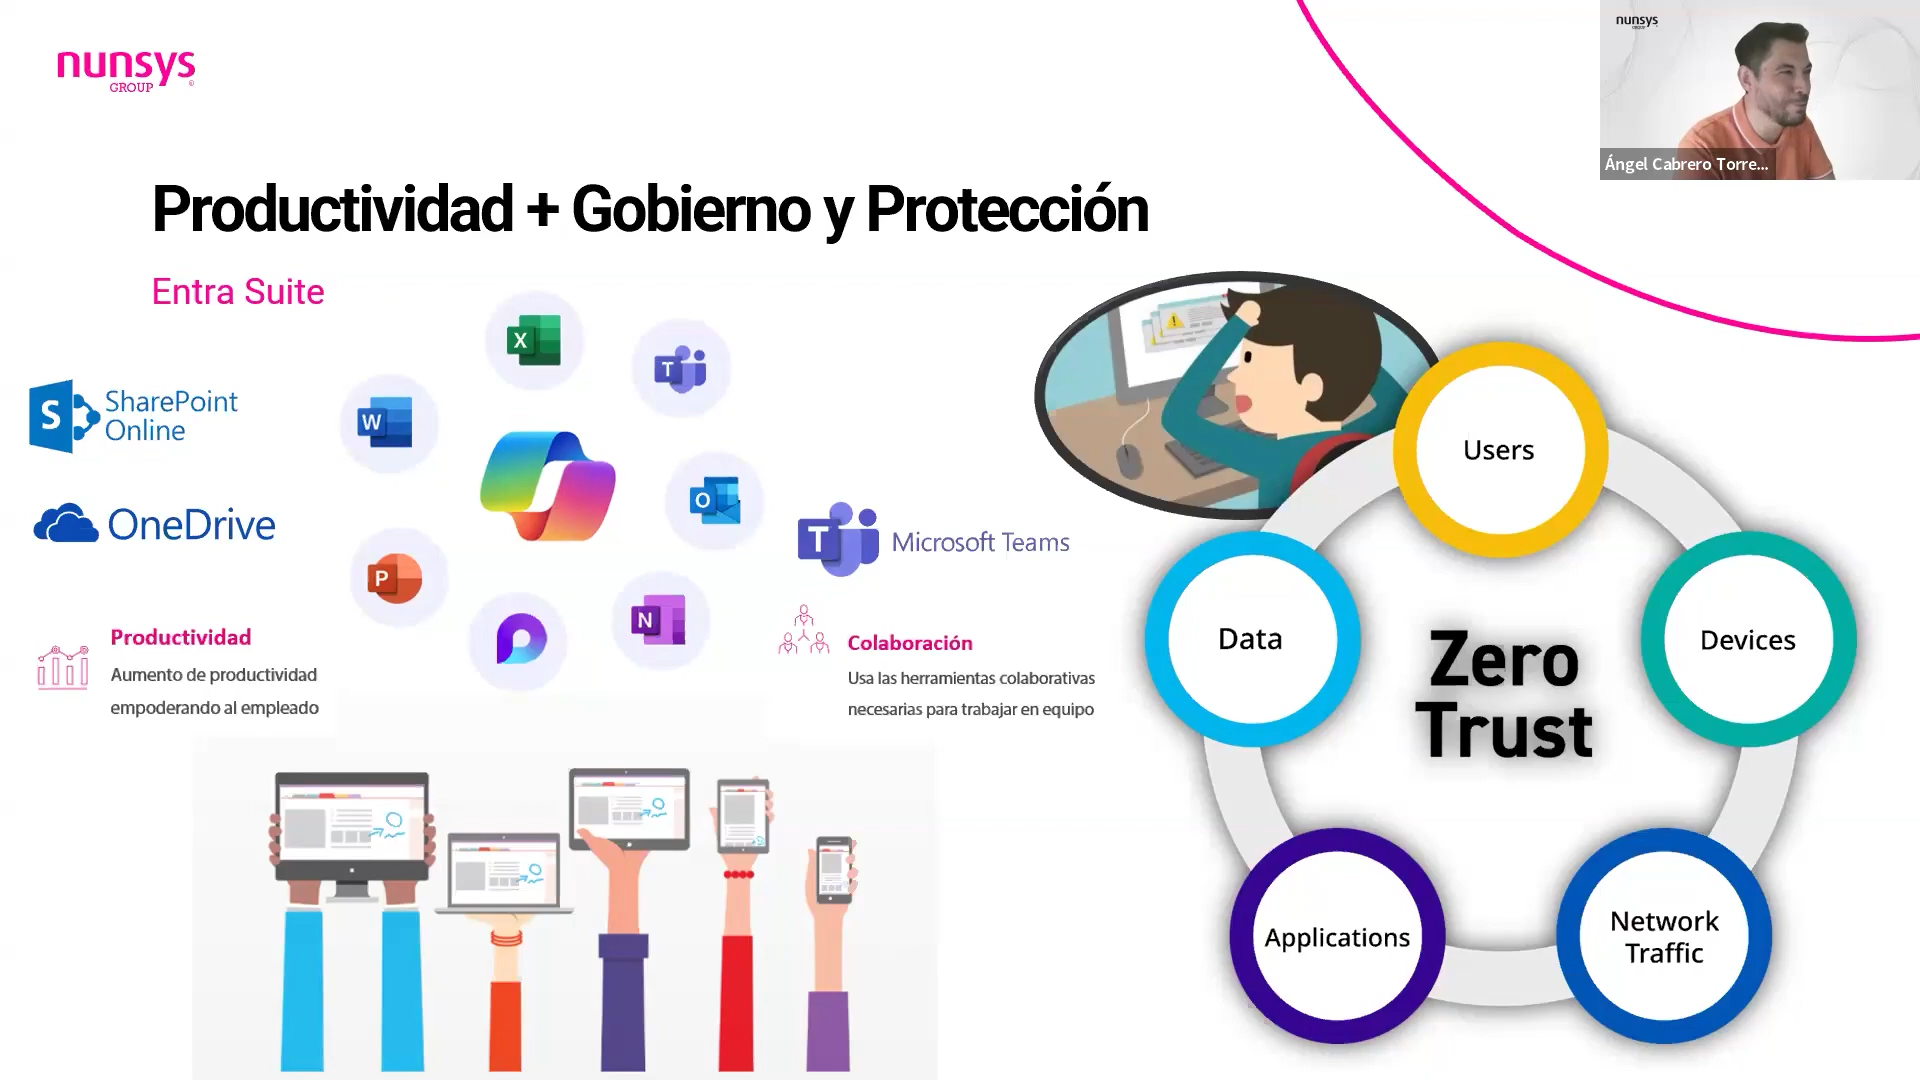 nunsys
GROUP
nunsys
GROUP
Ángel Cabrero Torre...
Productividad + Gobierno y Protección
Entra Suite
SharePoint
Online
OneDrive
X
T
W
O
P
N
S
T
Microsoft Teams
Productividad
Aumento de productividad
empoderando al empleado
Colaboración
Usa las herramientas colaborativas
necesarias para trabajar en equipo
Zero
Trust
Users
Devices
Network
Traffic
Applications
Data